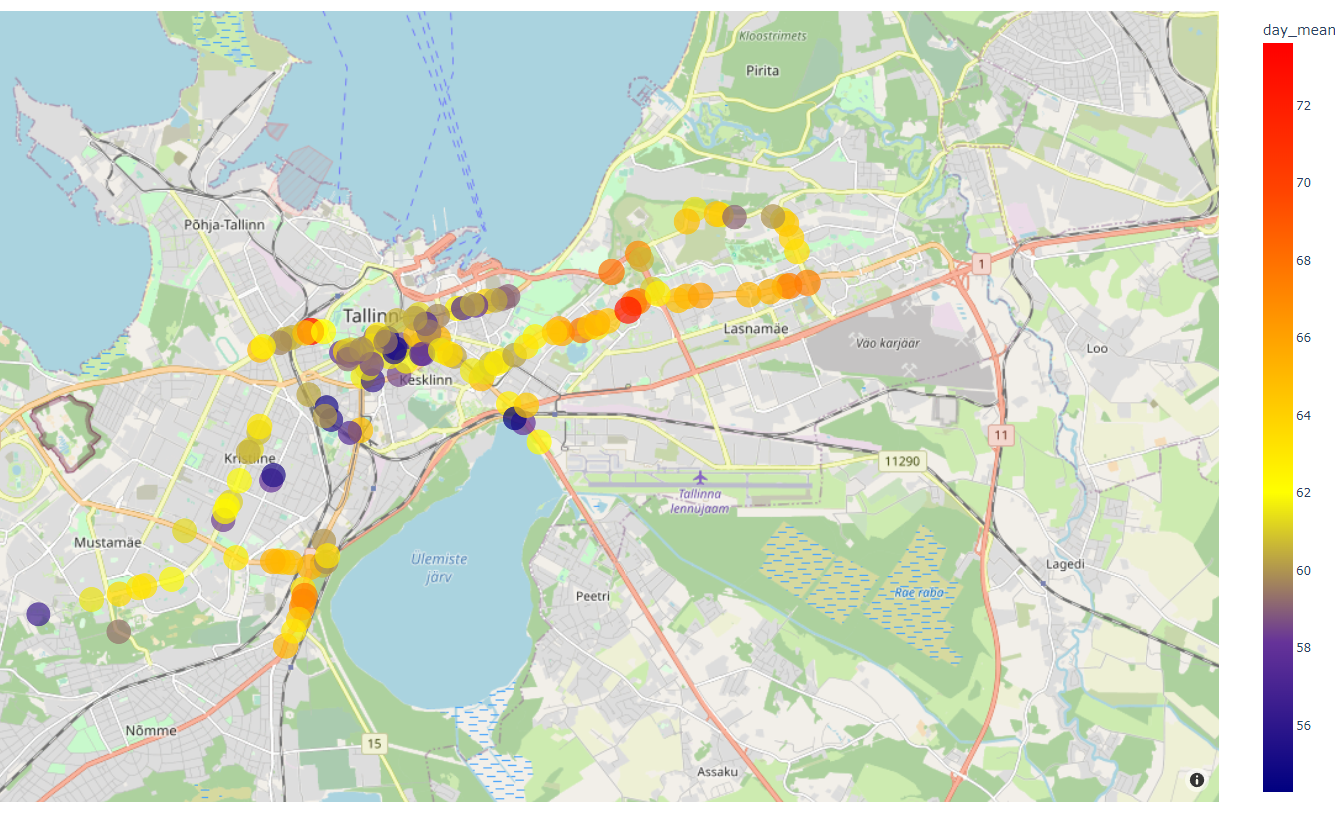 day_mean
Kloostrimets
Pirita
72
70
Põhja-Tallinn
1
68
Tallinn
Lasnamäe
Väo karjäär
Loo
66
Kesklinn
64
11
Kristiine
11290
62
Tallinna
lennujaam
Mustamäe
Ülemiste
järv
Lagedi
60
Peetri
Rae raba
58
Nõmme
15
56
Assaku